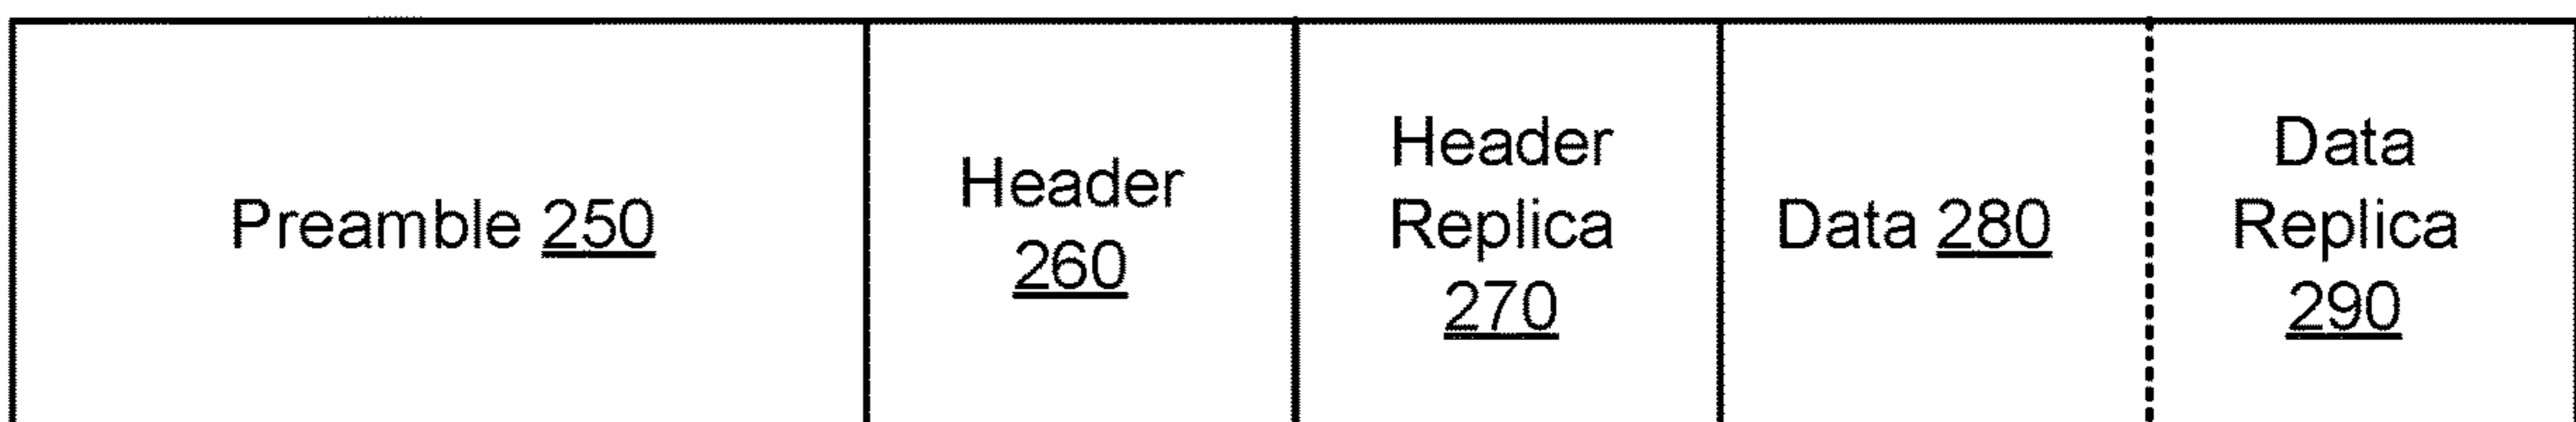 Preamble 250
Header
260
Header
Replica
270
Data 280
Data
Replica
290